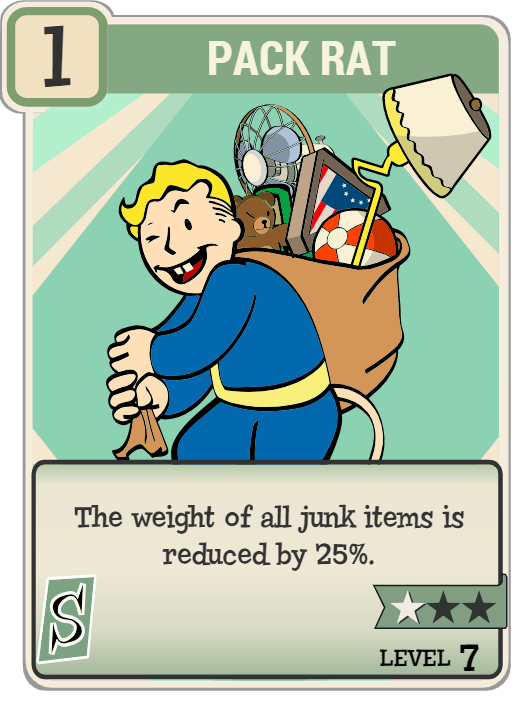 1
PACK RAT
The weight of all junk items is
reduced by 25%.
S
LEVEL 7